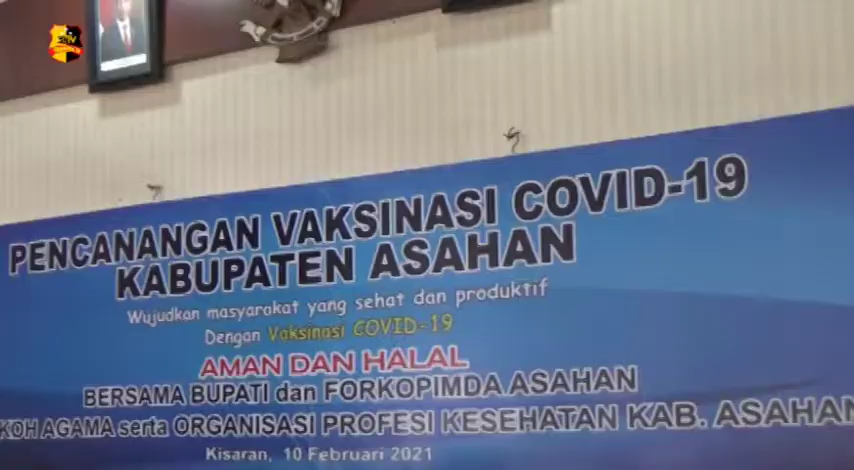 PENCANANGAN VAKSINASI COVID-19
KABUPATEN ASAHAN
Wujudkan masyarakat yang sehat dan produktif
Dengan Vaksinasi COVID-19
AMAN DAN HALAL
BERSAMA BUPATI dan FORKOPIMDA ASAHAN
KOH AGAMA serta ORGANISASI PROFESI KESEHATAN KAB. ASAHAN
Kisaran, 10 Februari 2021